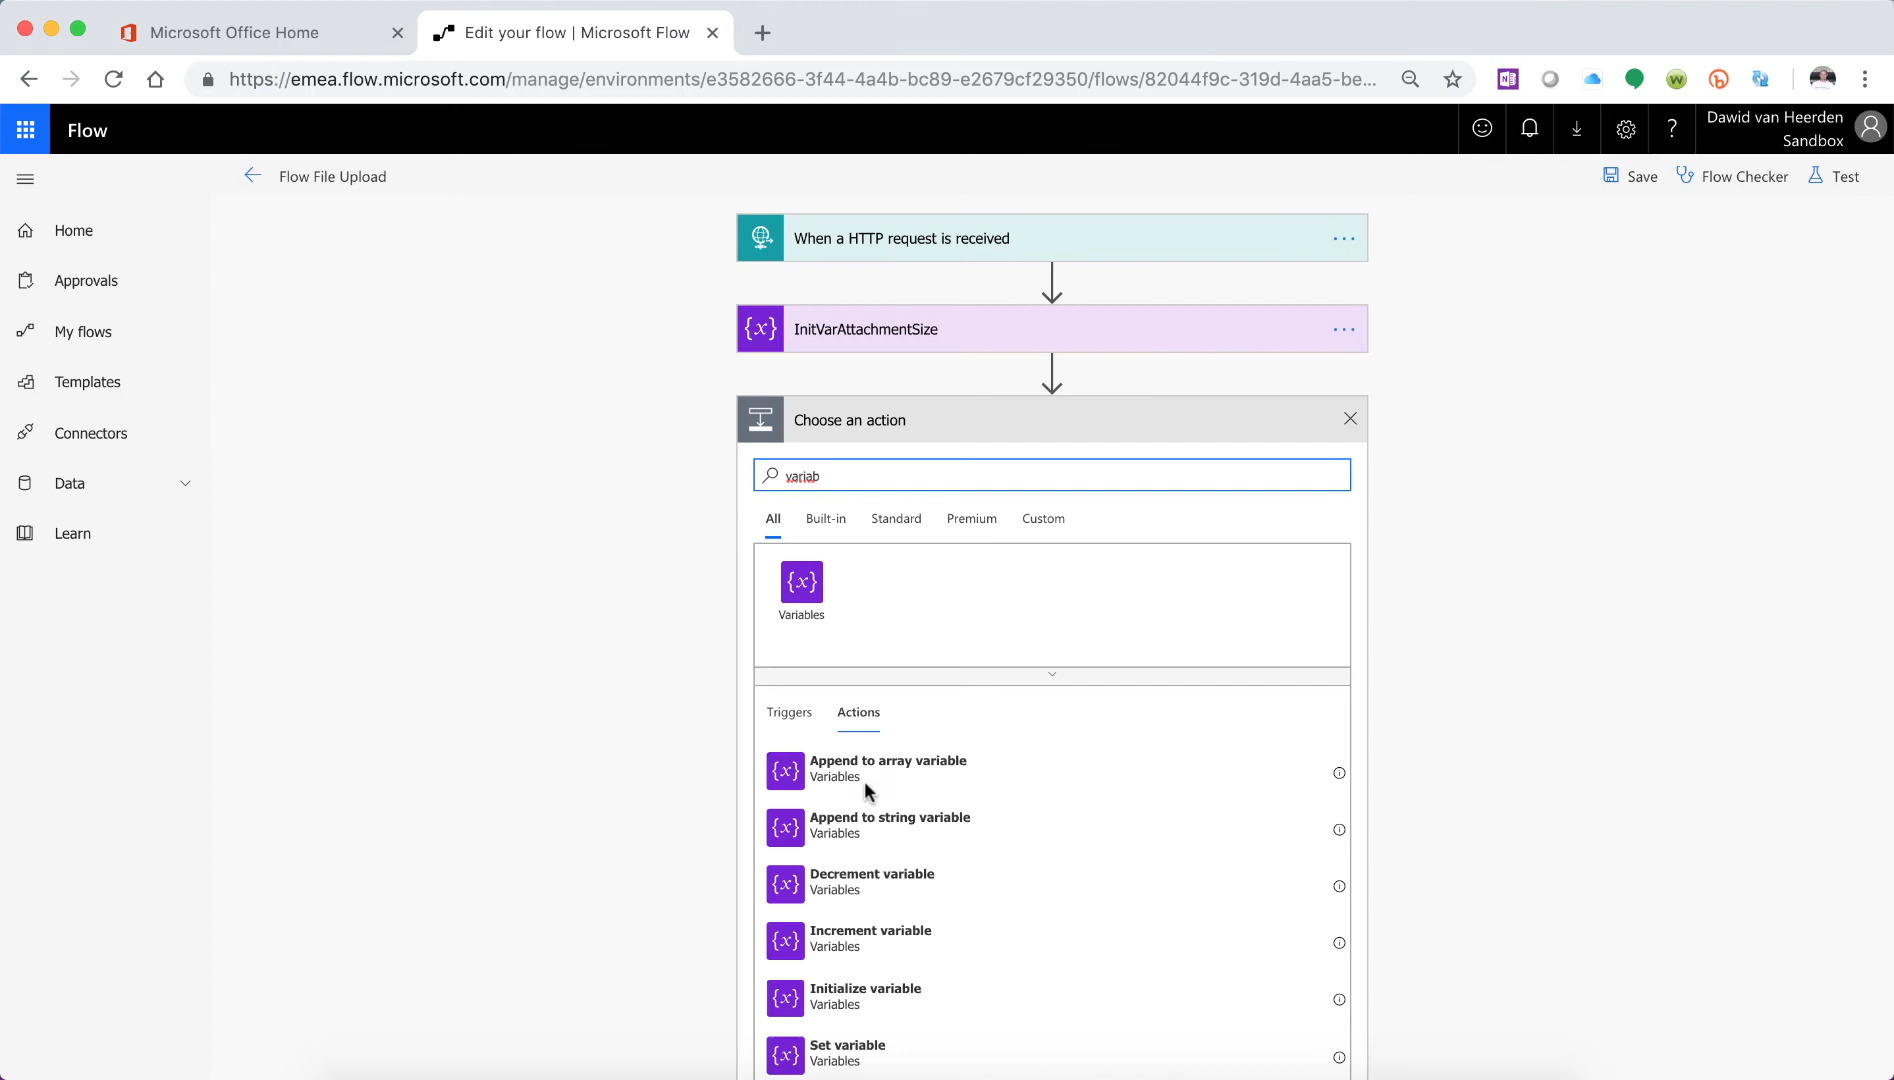 Microsoft Office Home
Edit your flow | Microsoft Flow
https://emea.flow.microsoft.com/manage/environments/e3582666-3f44-4a4b-bc89-e2679cf29350/flows/82044f9c-319d-4aa5-be...
Flow
?
Dawid van Heerden
Sandbox
Flow File Upload
Save
Flow Checker
Test
Home
Approvals
My flows
Templates
Connectors
Data
Learn
When a HTTP request is received
{x} InitVarAttachmentSize
Choose an action
variab
All Built-in Standard Premium Custom
{x}
Variables
Triggers Actions
{x} Append to array variable
Variables
{x} Append to string variable
Variables
{x} Decrement variable
Variables
{x} Increment variable
Variables
{x} Initialize variable
Variables
{x} Set variable
Variables